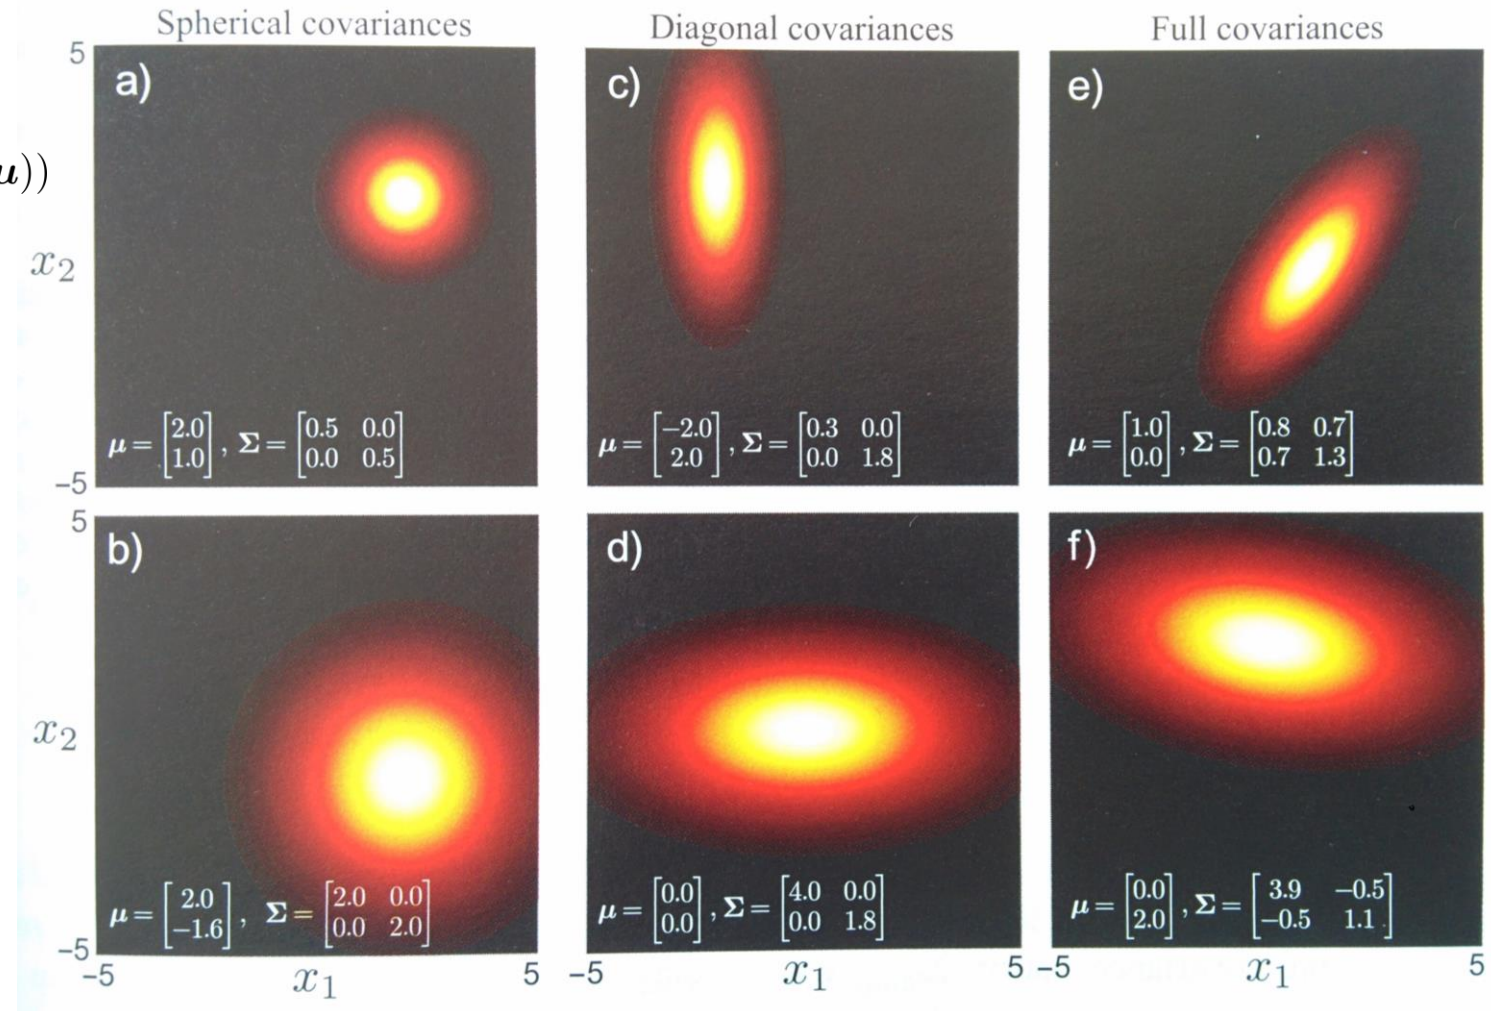 Spherical covariances
Diagonal covariances
Full covariances
5
a)
c)
e)
μ))
x₂
μ = [2.0 1.0], Σ = [0.5 0.0 0.0 0.5]
μ = [−2.0 2.0], Σ = [0.3 0.0 0.0 1.8]
μ = [1.0 0.0], Σ = [0.8 0.7 0.7 1.3]
−5
5
b)
d)
f)
x₂
μ = [2.0 −1.6], Σ = [2.0 0.0 0.0 2.0]
μ = [0.0 0.0], Σ = [4.0 0.0 0.0 1.8]
μ = [0.0 2.0], Σ = [3.9 −0.5 −0.5 1.1]
−5
−5 x₁ 5
−5 x₁ 5
−5 x₁ 5